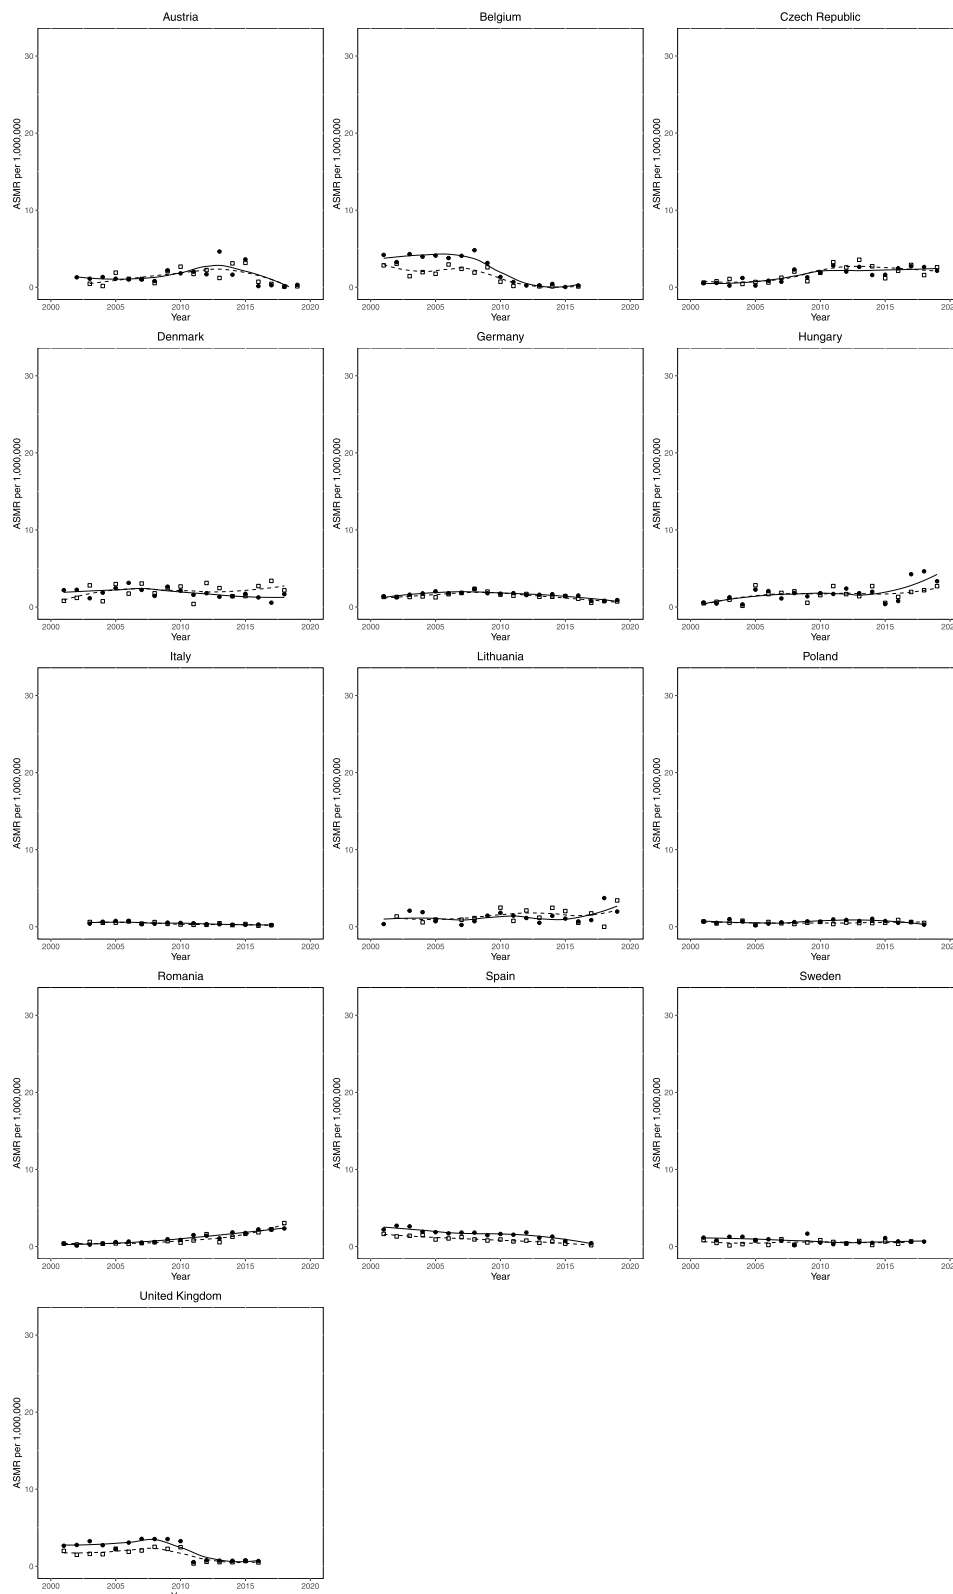 Austria Belgium Czech Republic
30 30 30
20 20 20
10 10 10
0 0 0
ASMR per 1,000,000 ASMR per 1,000,000 ASMR per 1,000,000
2000 2005 2010 2015 2020 2000 2005 2010 2015 2020 2000 2005 2010 2015
Year Year Year
Denmark Germany Hungary
30 30 30
20 20 20
10 10 10
0 0 0
ASMR per 1,000,000 ASMR per 1,000,000 ASMR per 1,000,000
2000 2005 2010 2015 2020 2000 2005 2010 2015 2020 2000 2005 2010 2015
Year Year Year
Italy Lithuania Poland
30 30 30
20 20 20
10 10 10
0 0 0
ASMR per 1,000,000 ASMR per 1,000,000 ASMR per 1,000,000
2000 2005 2010 2015 2020 2000 2005 2010 2015 2020 2000 2005 2010 2015
Year Year Year
Romania Spain Sweden
30 30 30
20 20 20
10 10 10
0 0 0
ASMR per 1,000,000 ASMR per 1,000,000 ASMR per 1,000,000
2000 2005 2010 2015 2020 2000 2005 2010 2015 2020 2000 2005 2010 2015
Year Year Year
United Kingdom
30
20
10
0
ASMR per 1,000,000
2000 2005 2010 2015 2020